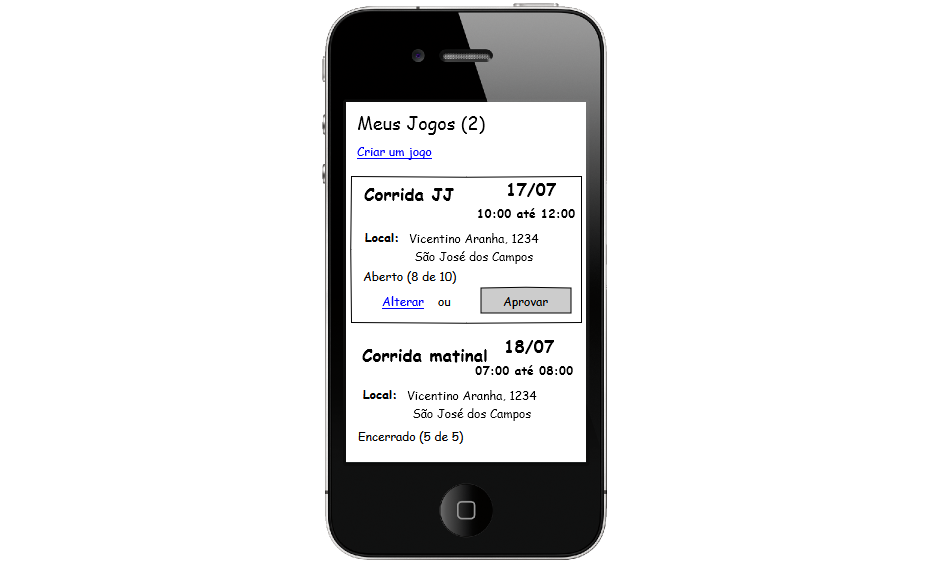 Meus Jogos (2)
Criar um jogo
Corrida JJ
17/07
10:00 até 12:00
Local: Vicentino Aranha, 1234
São José dos Campos
Aberto (8 de 10)
Alterar ou Aprovar
Corrida matinal
18/07
07:00 até 08:00
Local: Vicentino Aranha, 1234
São José dos Campos
Encerrado (5 de 5)